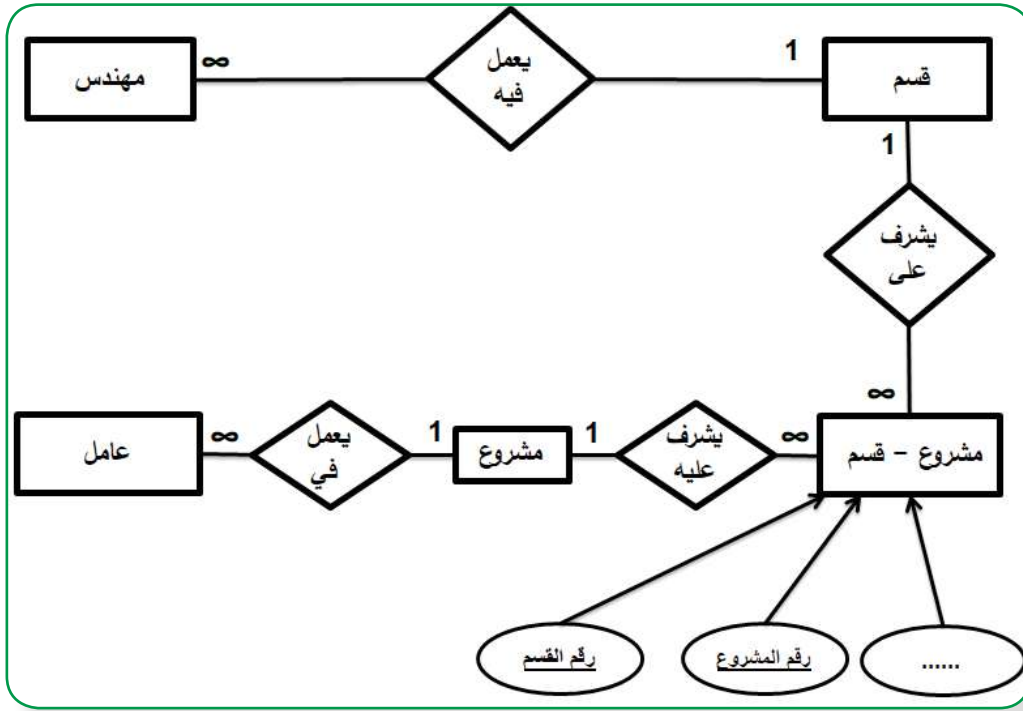 قسم
1
يعمل
فيه
∞
مهندس
1
يشرف
على
∞
مشروع – قسم
∞
يشرف
عليه
1
مشروع
1
يعمل
في
∞
عامل
......
رقم المشروع
رقم القسم